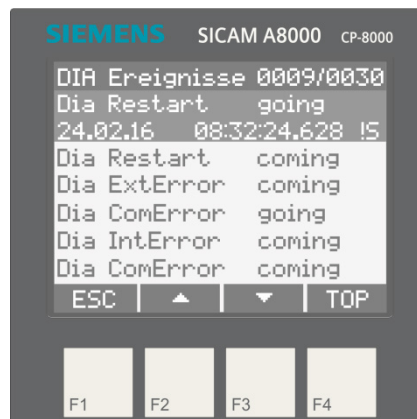 SIEMENS SICAM A8000 CP-8000
DIA Ereignisse 0009/0030
Dia Restart going
24.02.16 08:32:24.628 !S
Dia Restart coming
Dia ExtError coming
Dia ComError going
Dia IntError coming
Dia ComError coming
ESC ▲ ▼ TOP
F1 F2 F3 F4